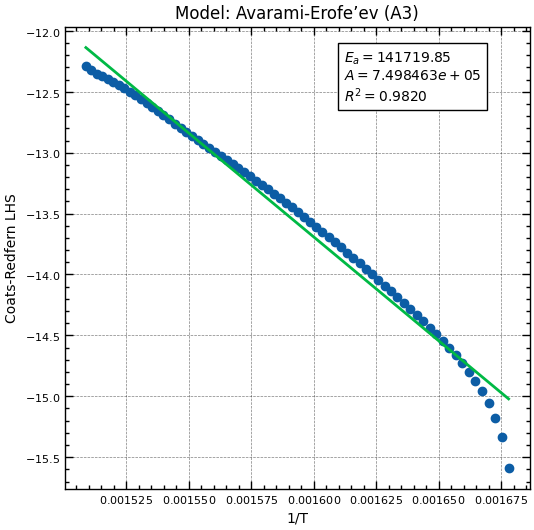 Model: Avarami-Erofe’ev (A3)
−12.0
Eₐ = 141719.85
A = 7.498463e + 05
R² = 0.9820
−12.5
−13.0
−13.5
−14.0
−14.5
−15.0
−15.5
Coats-Redfern LHS
0.001525 0.001550 0.001575 0.001600 0.001625 0.001650 0.001675
1/T